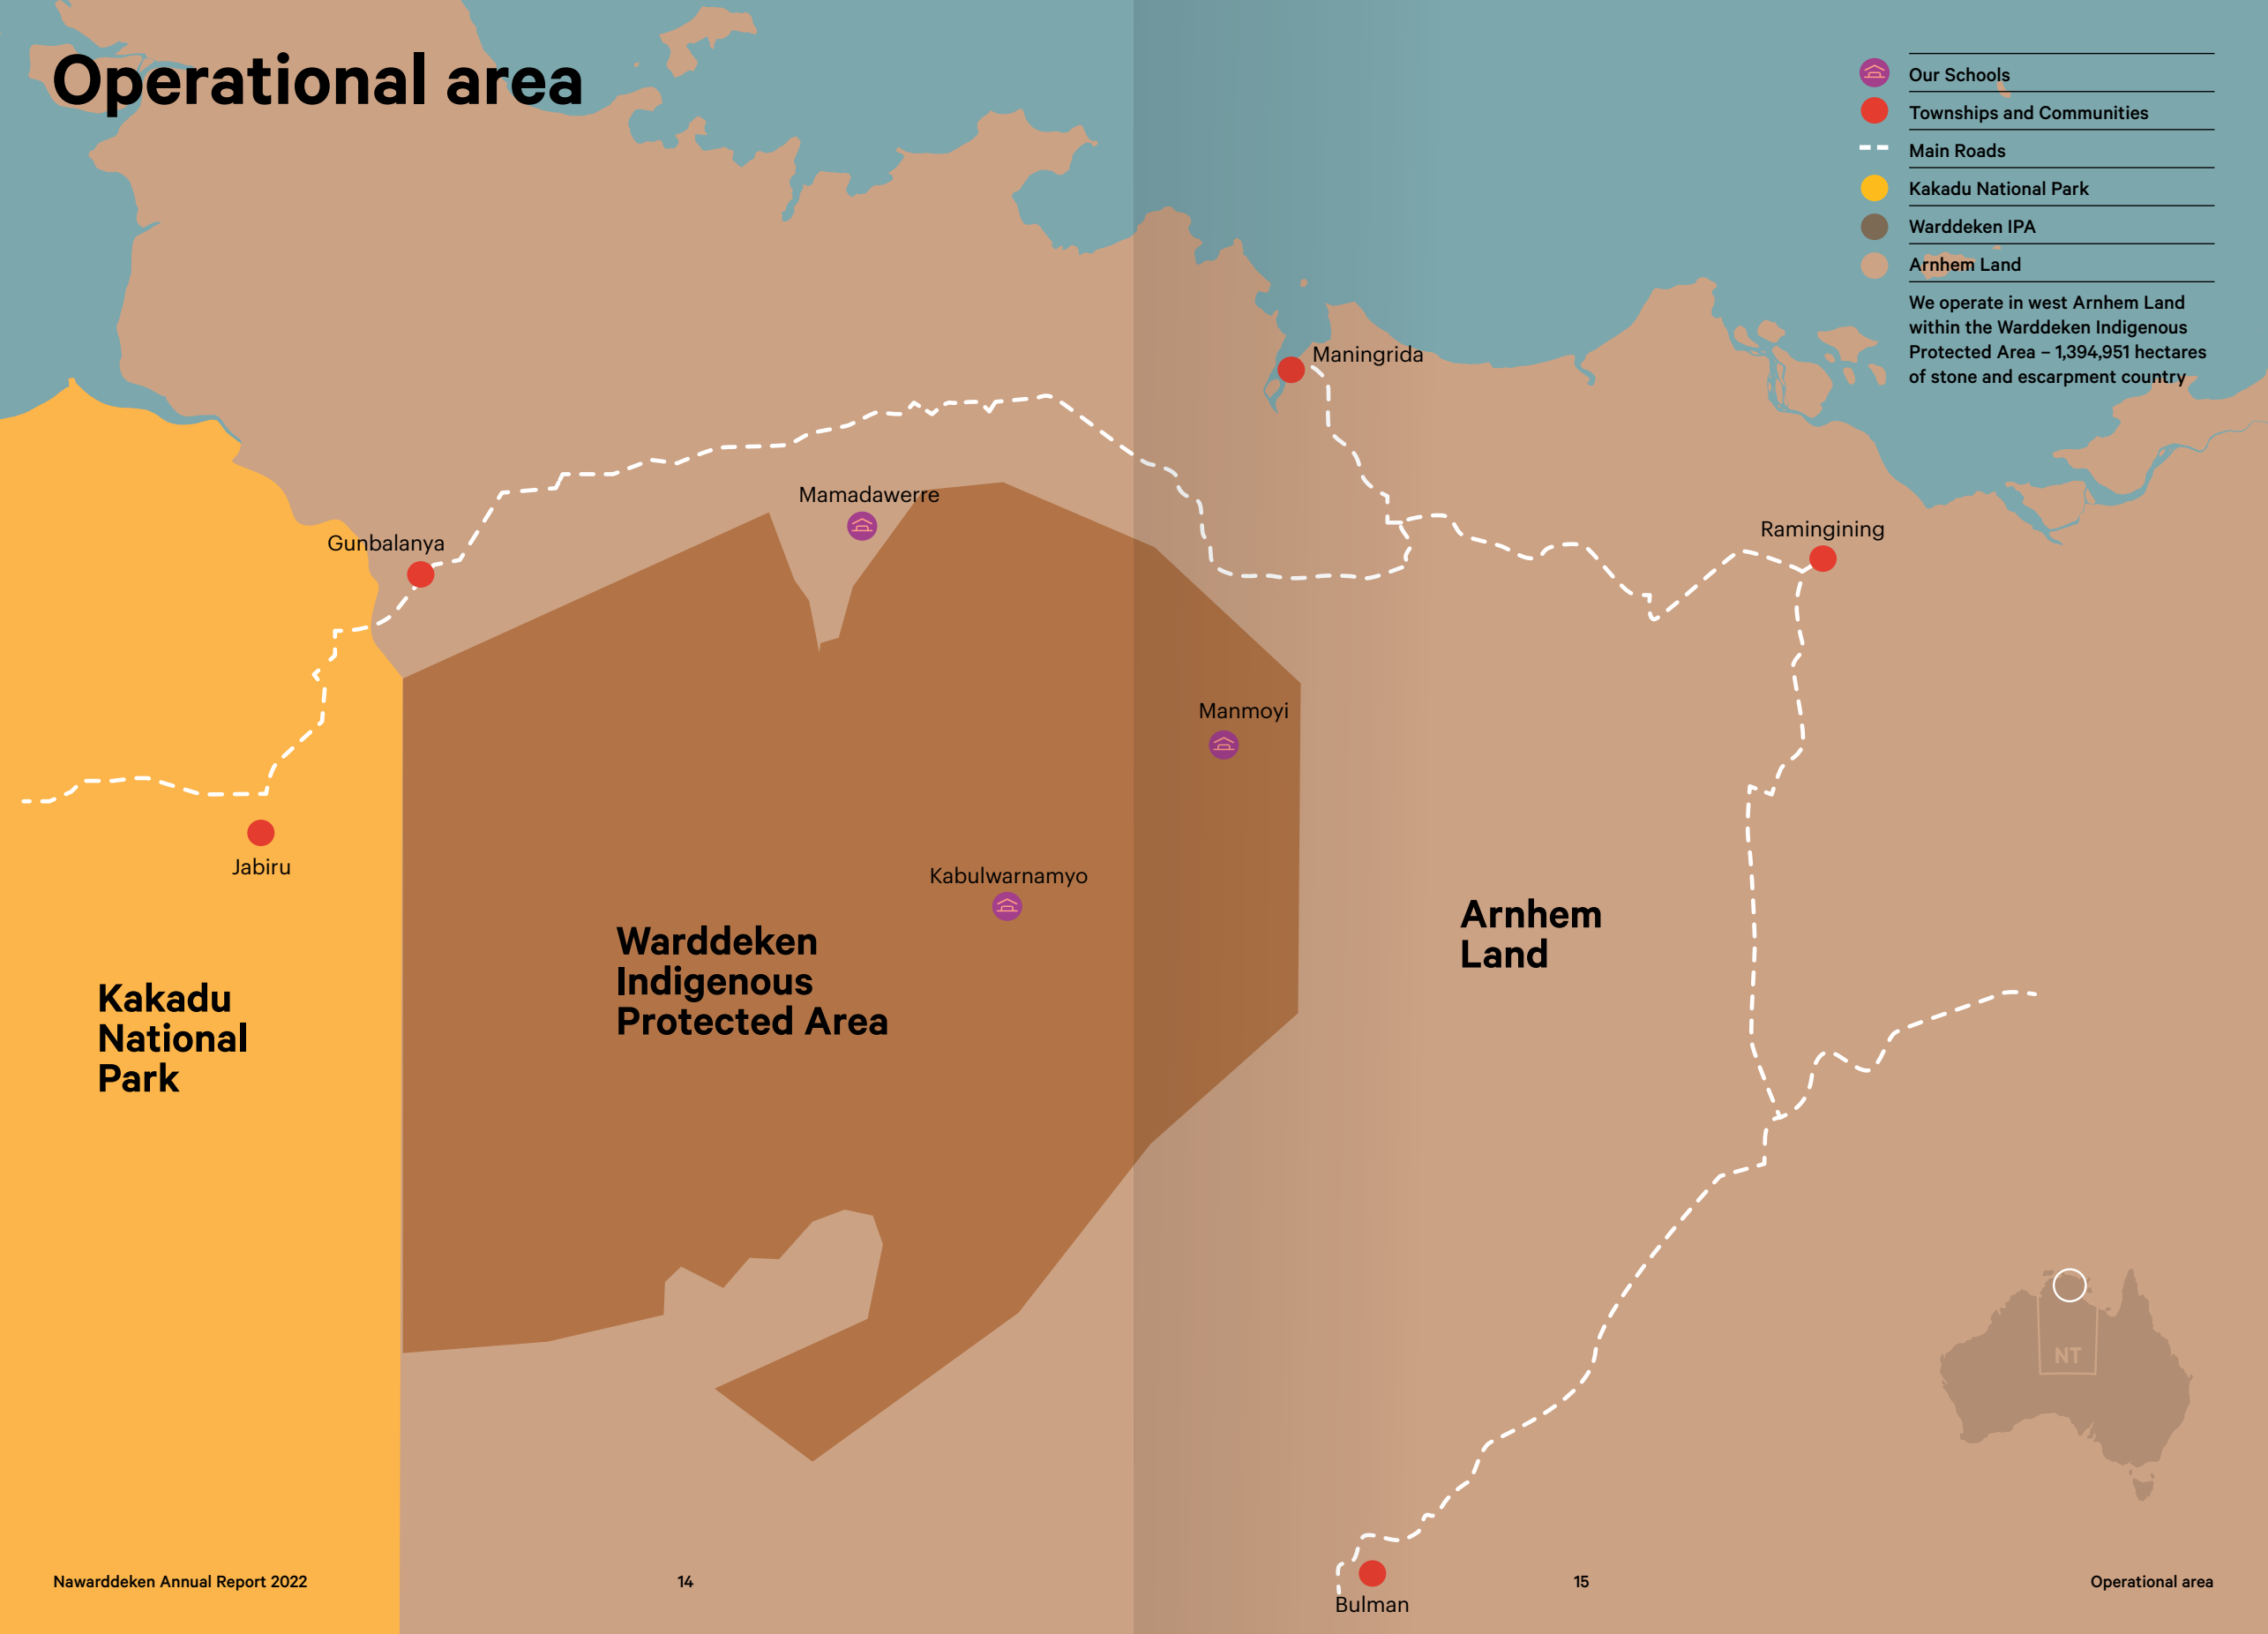 Operational area
Our Schools
Townships and Communities
Main Roads
Kakadu National Park
Warddeken IPA
Arnhem Land
We operate in west Arnhem Land
within the Warddeken Indigenous
Protected Area – 1,394,951 hectares
of stone and escarpment country
Maningrida
Mamadawerre
Gunbalanya
Ramingining
Manmoyi
Jabiru
Kabulwarnamyo
Arnhem
Land
Warddeken
Indigenous
Protected Area
Kakadu
National
Park
NT
Bulman
Nawarddeken Annual Report 2022
14
15
Operational area